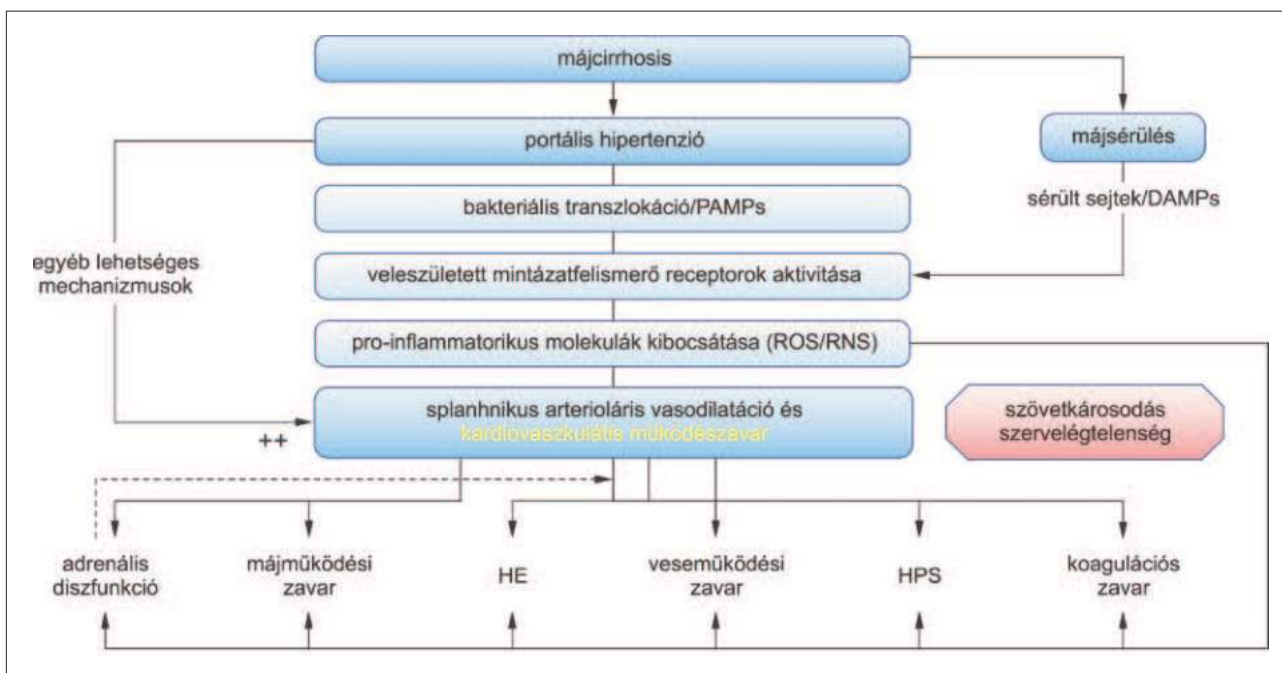 májcirrhosis
portális hipertenzió
májsérülés
bakteriális transzlokáció/PAMPs
sérült sejtek/DAMPs
egyéb lehetséges
mechanizmusok
veleszületett mintázatfelismerő receptorok aktivitása
pro-inflammatorikus molekulák kibocsátása (ROS/RNS)
splanhnikus arterioláris vasodilatáció és
kardiovaszkuláris működészavar
szövetkárosodás
szervelégtelenség
++
adrenális
diszfunkció
májműködési
zavar
HE
veseműködési
zavar
HPS
koagulációs
zavar